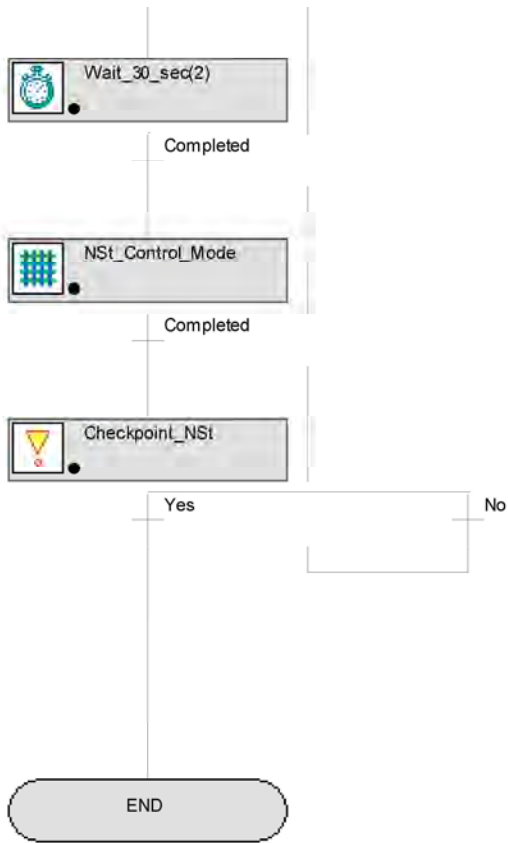 Wait_30_sec(2)
Completed
NSt_Control_Mode
Completed
Checkpoint_NSt
Yes
No
END